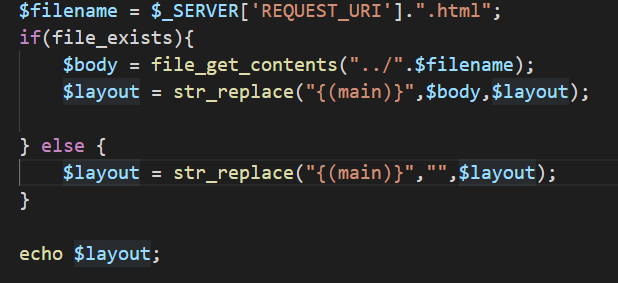 $filename = $_SERVER['REQUEST_URI'].".html";
if(file_exists){
$body = file_get_contents("../".$filename);
$layout = str_replace("{(main)}",$body,$layout);
} else {
$layout = str_replace("{(main)}","",$layout);
}
echo $layout;